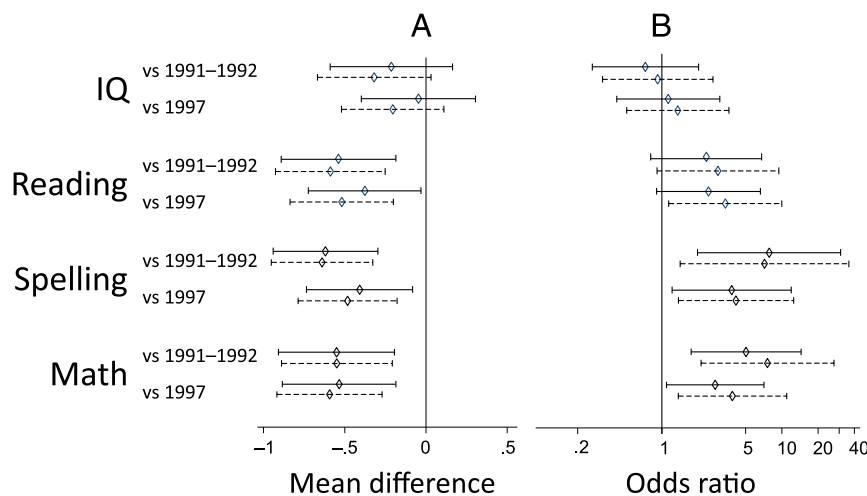 A B
IQ
vs 1991–1992
vs 1997
Reading
vs 1991–1992
vs 1997
Spelling
vs 1991–1992
vs 1997
Math
vs 1991–1992
vs 1997
–1 –.5 0 .5 .2 1 5 10 20 40
Mean difference Odds ratio